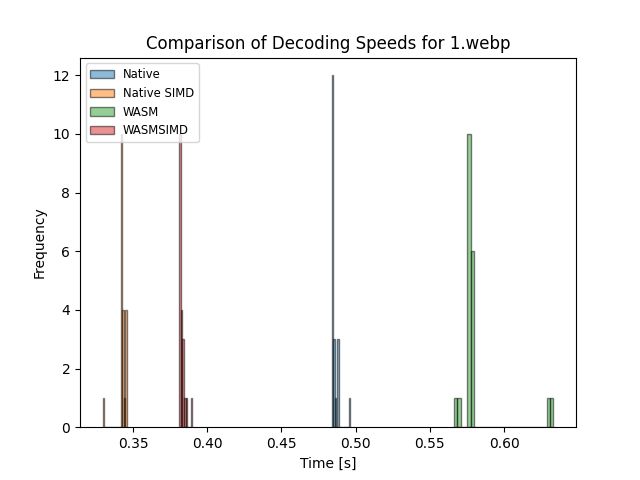 Comparison of Decoding Speeds for 1.webp
Native
Native SIMD
WASM
WASMSIMD
12
10
8
6
4
2
0
Frequency
0.35 0.40 0.45 0.50 0.55 0.60
Time [s]